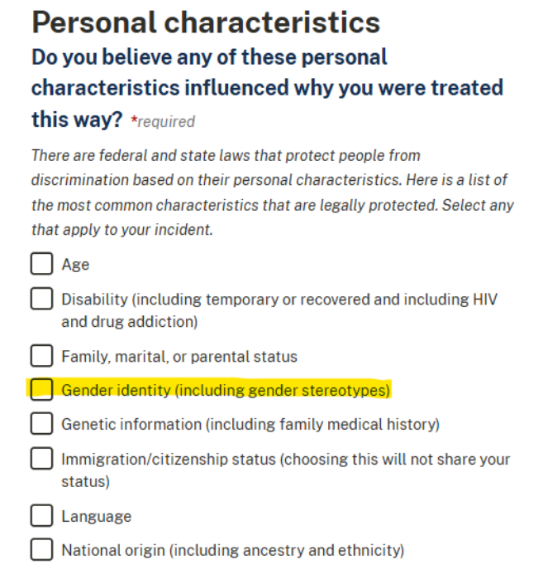 Personal characteristics
Do you believe any of these personal
characteristics influenced why you were treated
this way? *required
There are federal and state laws that protect people from
discrimination based on their personal characteristics. Here is a list of
the most common characteristics that are legally protected. Select any
that apply to your incident.
Age
Disability (including temporary or recovered and including HIV
and drug addiction)
Family, marital, or parental status
Gender identity (including gender stereotypes)
Genetic information (including family medical history)
Immigration/citizenship status (choosing this will not share your
status)
Language
National origin (including ancestry and ethnicity)